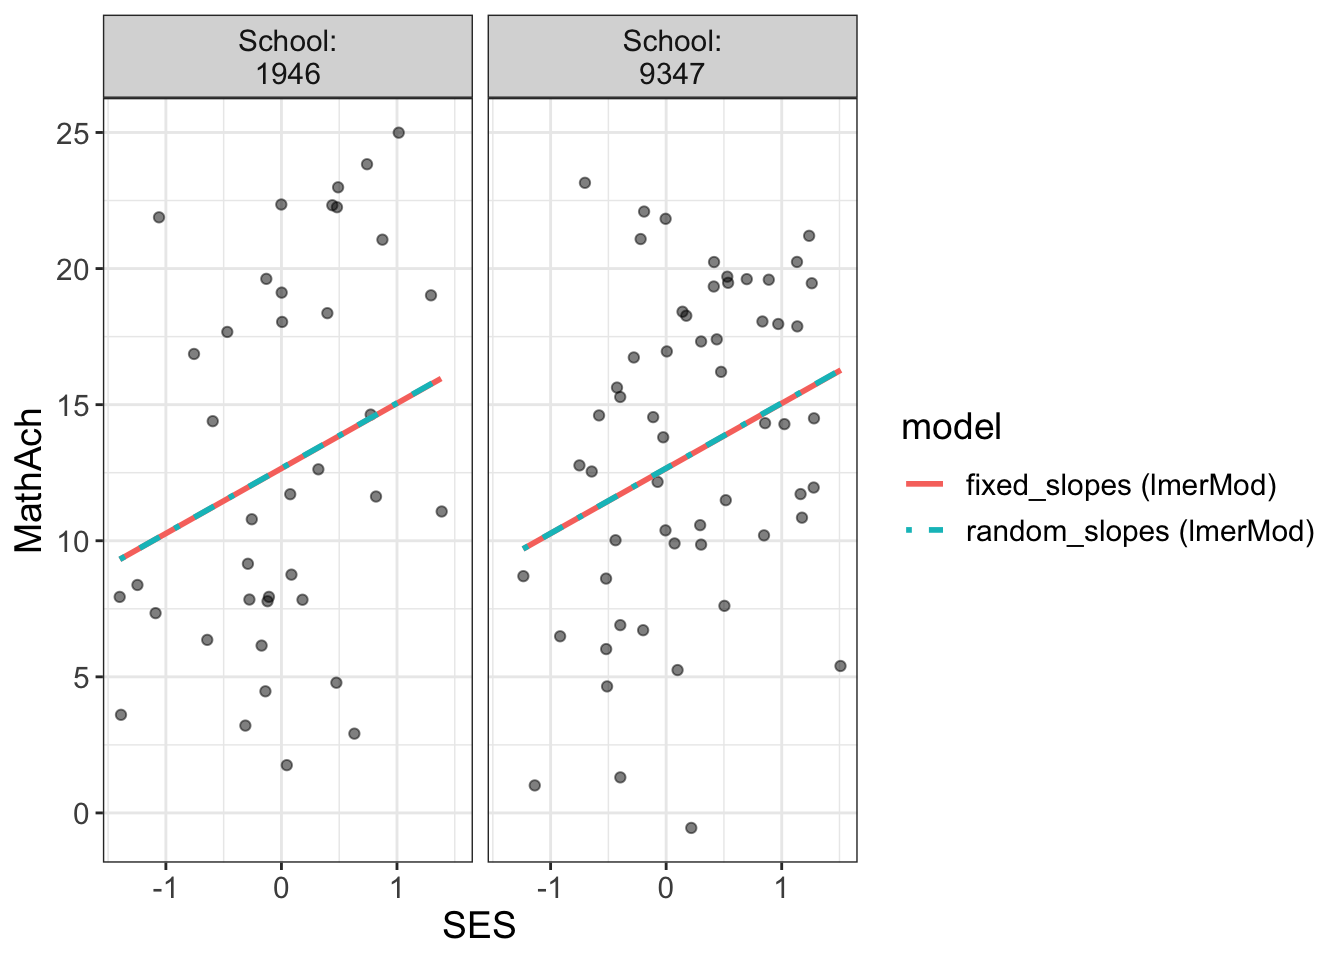 School:
1946
School:
9347
25
20
15
10
5
0
MathAch
-1
0
1
-1
0
1
SES
model
fixed_slopes (lmerMod)
random_slopes (lmerMod)